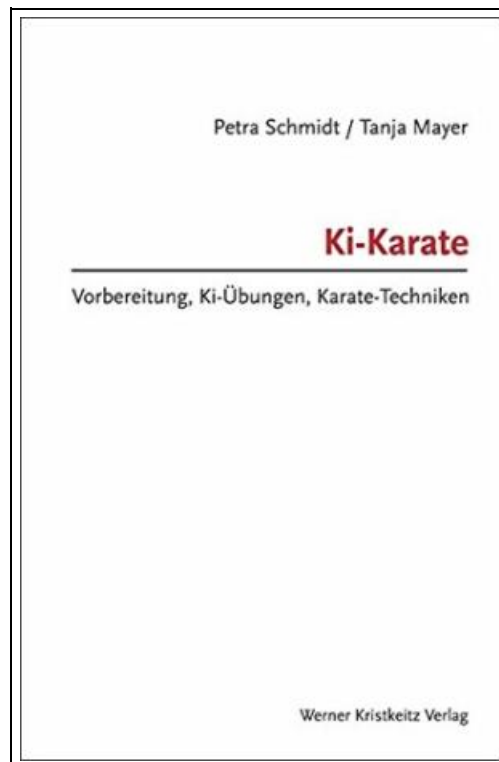 Petra Schmidt / Tanja Mayer
Ki-Karate
Vorbereitung, Ki-Übungen, Karate-Techniken
Werner Kristkeitz Verlag